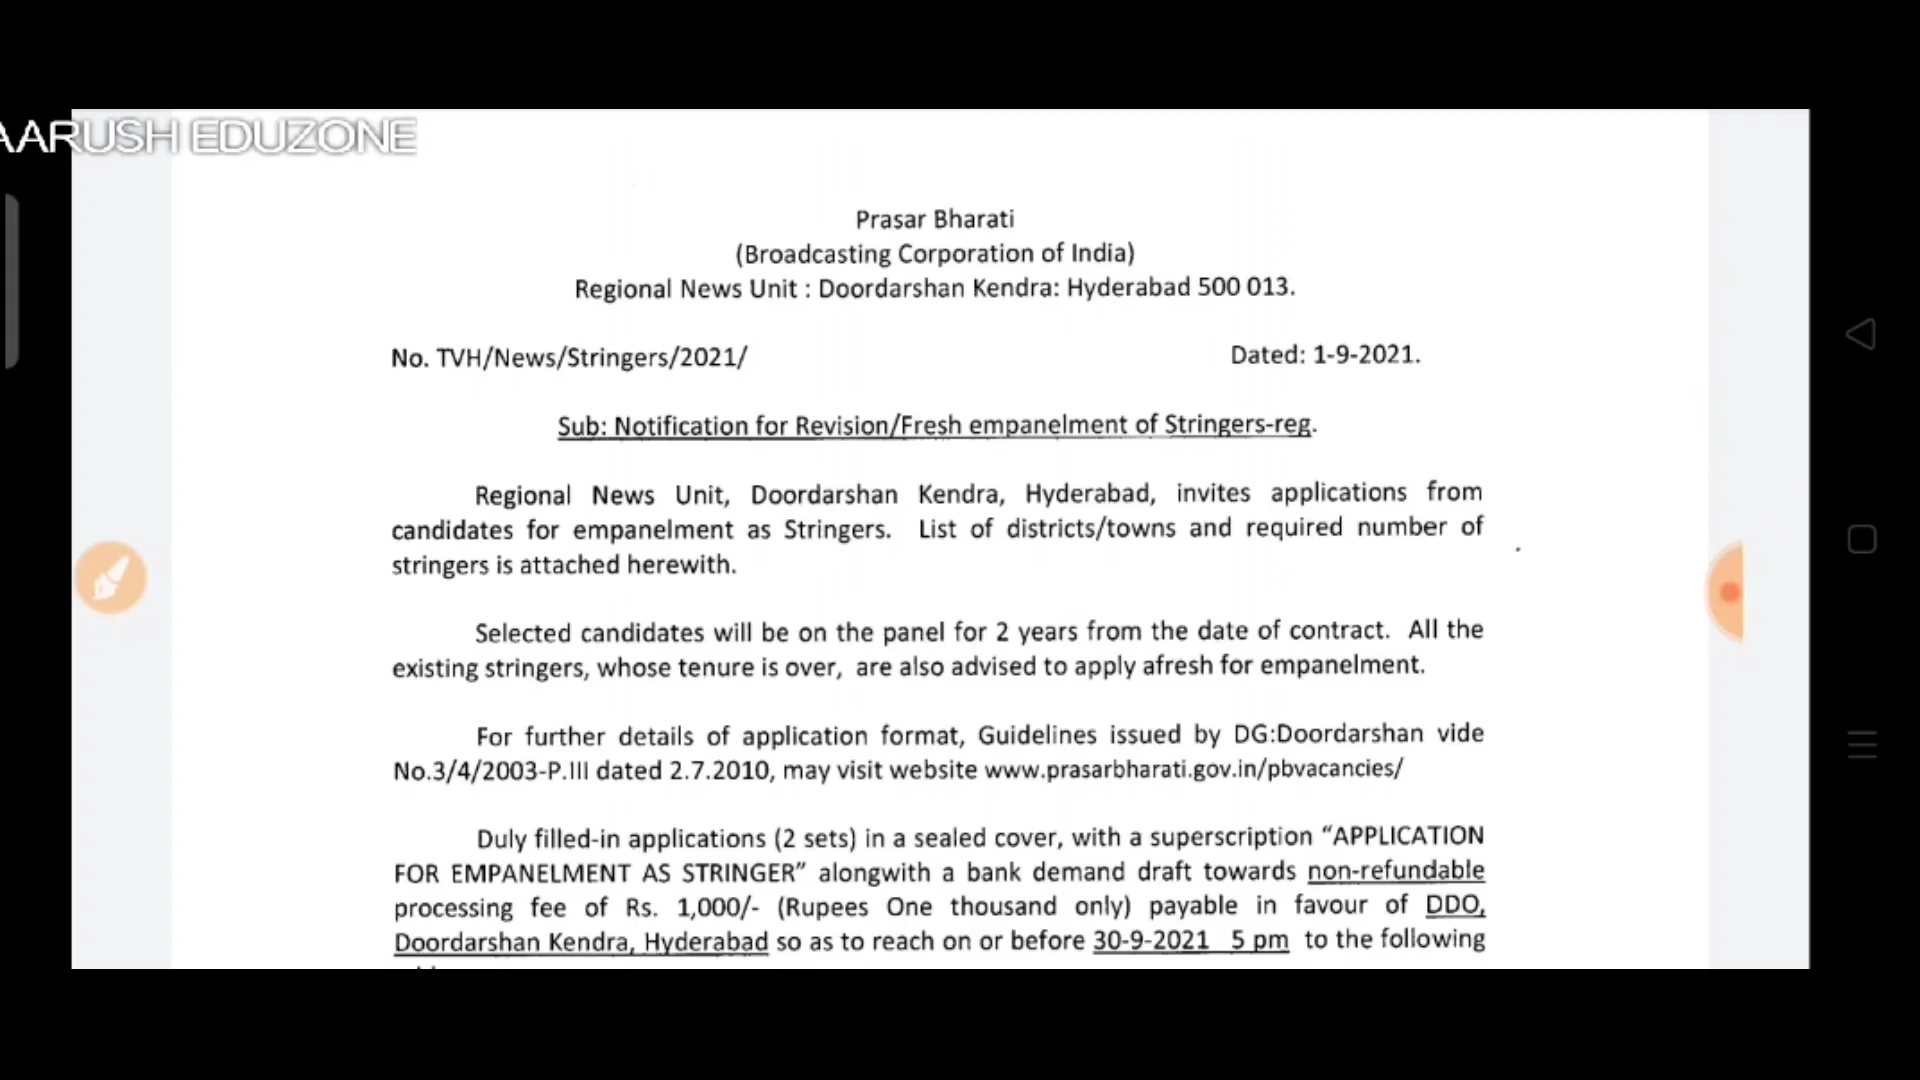 AARUSH EDUZONE
Prasar Bharati
(Broadcasting Corporation of India)
Regional News Unit : Doordarshan Kendra: Hyderabad 500 013.
No. TVH/News/Stringers/2021/ Dated: 1-9-2021.
Sub: Notification for Revision/Fresh empanelment of Stringers-reg.
Regional News Unit, Doordarshan Kendra, Hyderabad, invites applications from
candidates for empanelment as Stringers. List of districts/towns and required number of
stringers is attached herewith.
Selected candidates will be on the panel for 2 years from the date of contract. All the
existing stringers, whose tenure is over, are also advised to apply afresh for empanelment.
For further details of application format, Guidelines issued by DG:Doordarshan vide
No.3/4/2003-P.III dated 2.7.2010, may visit website www.prasarbharati.gov.in/pbvacancies/
Duly filled-in applications (2 sets) in a sealed cover, with a superscription “APPLICATION
FOR EMPANELMENT AS STRINGER” alongwith a bank demand draft towards non-refundable
processing fee of Rs. 1,000/- (Rupees One thousand only) payable in favour of DDO,
Doordarshan Kendra, Hyderabad so as to reach on or before 30-9-2021 5 pm to the following